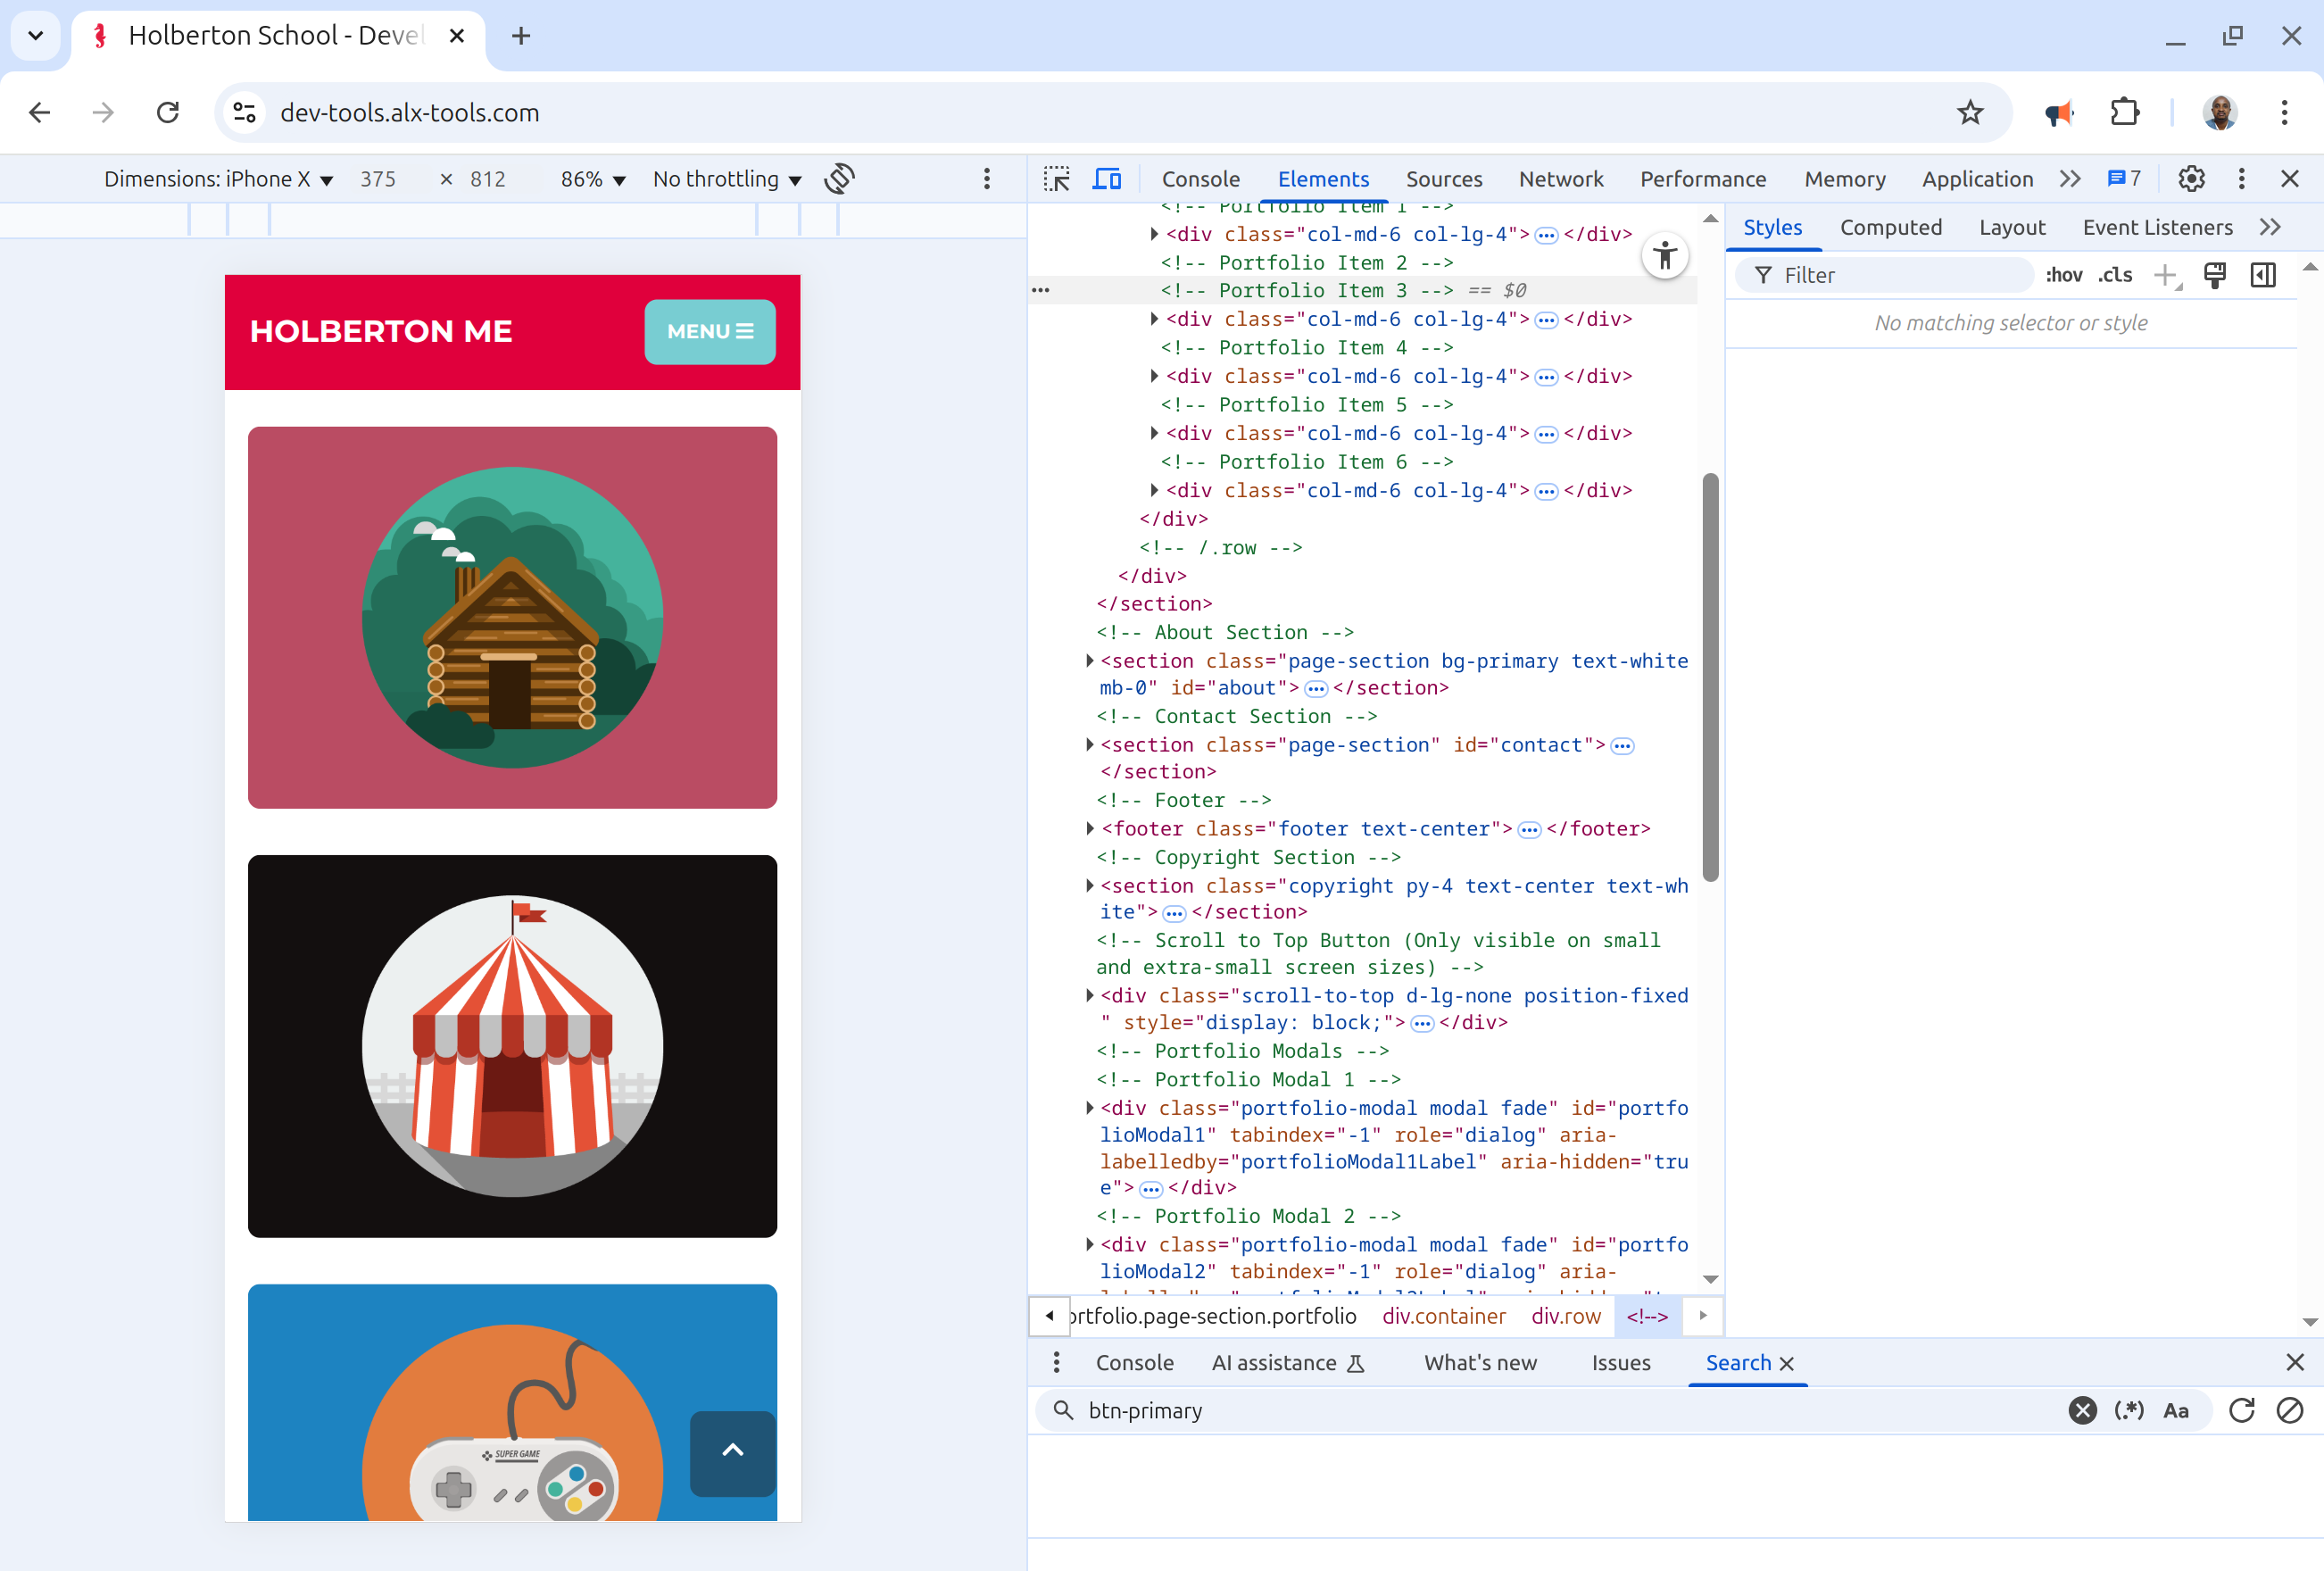 Holberton School - Devel
dev-tools.alx-tools.com
Dimensions: iPhone X 375 × 812 86% No throttling
Console Elements Sources Network Performance Memory Application 7
HOLBERTON ME
MENU
SUPER GAME
<!-- Portfolio Item 1 -->
<div class="col-md-6 col-lg-4"> </div>
<!-- Portfolio Item 2 -->
<!-- Portfolio Item 3 --> == $0
<div class="col-md-6 col-lg-4"> </div>
<!-- Portfolio Item 4 -->
<div class="col-md-6 col-lg-4"> </div>
<!-- Portfolio Item 5 -->
<div class="col-md-6 col-lg-4"> </div>
<!-- Portfolio Item 6 -->
<div class="col-md-6 col-lg-4"> </div>
</div>
<!-- /.row -->
</div>
</section>
<!-- About Section -->
<section class="page-section bg-primary text-white
mb-0" id="about"> </section>
<!-- Contact Section -->
<section class="page-section" id="contact">
</section>
<!-- Footer -->
<footer class="footer text-center"> </footer>
<!-- Copyright Section -->
<section class="copyright py-4 text-center text-wh
ite"> </section>
<!-- Scroll to Top Button (Only visible on small
and extra-small screen sizes) -->
<div class="scroll-to-top d-lg-none position-fixed
" style="display: block;"> </div>
<!-- Portfolio Modals -->
<!-- Portfolio Modal 1 -->
<div class="portfolio-modal modal fade" id="portfo
lioModal1" tabindex="-1" role="dialog" aria-
labelledby="portfolioModal1Label" aria-hidden="tru
e"> </div>
<!-- Portfolio Modal 2 -->
<div class="portfolio-modal modal fade" id="portfo
lioModal2" tabindex="-1" role="dialog" aria-
ortfolio.page-section.portfolio div.container div.row <!-->
Styles Computed Layout Event Listeners
Filter :hov .cls
No matching selector or style
Console AI assistance What's new Issues Search
btn-primary (.*) Aa